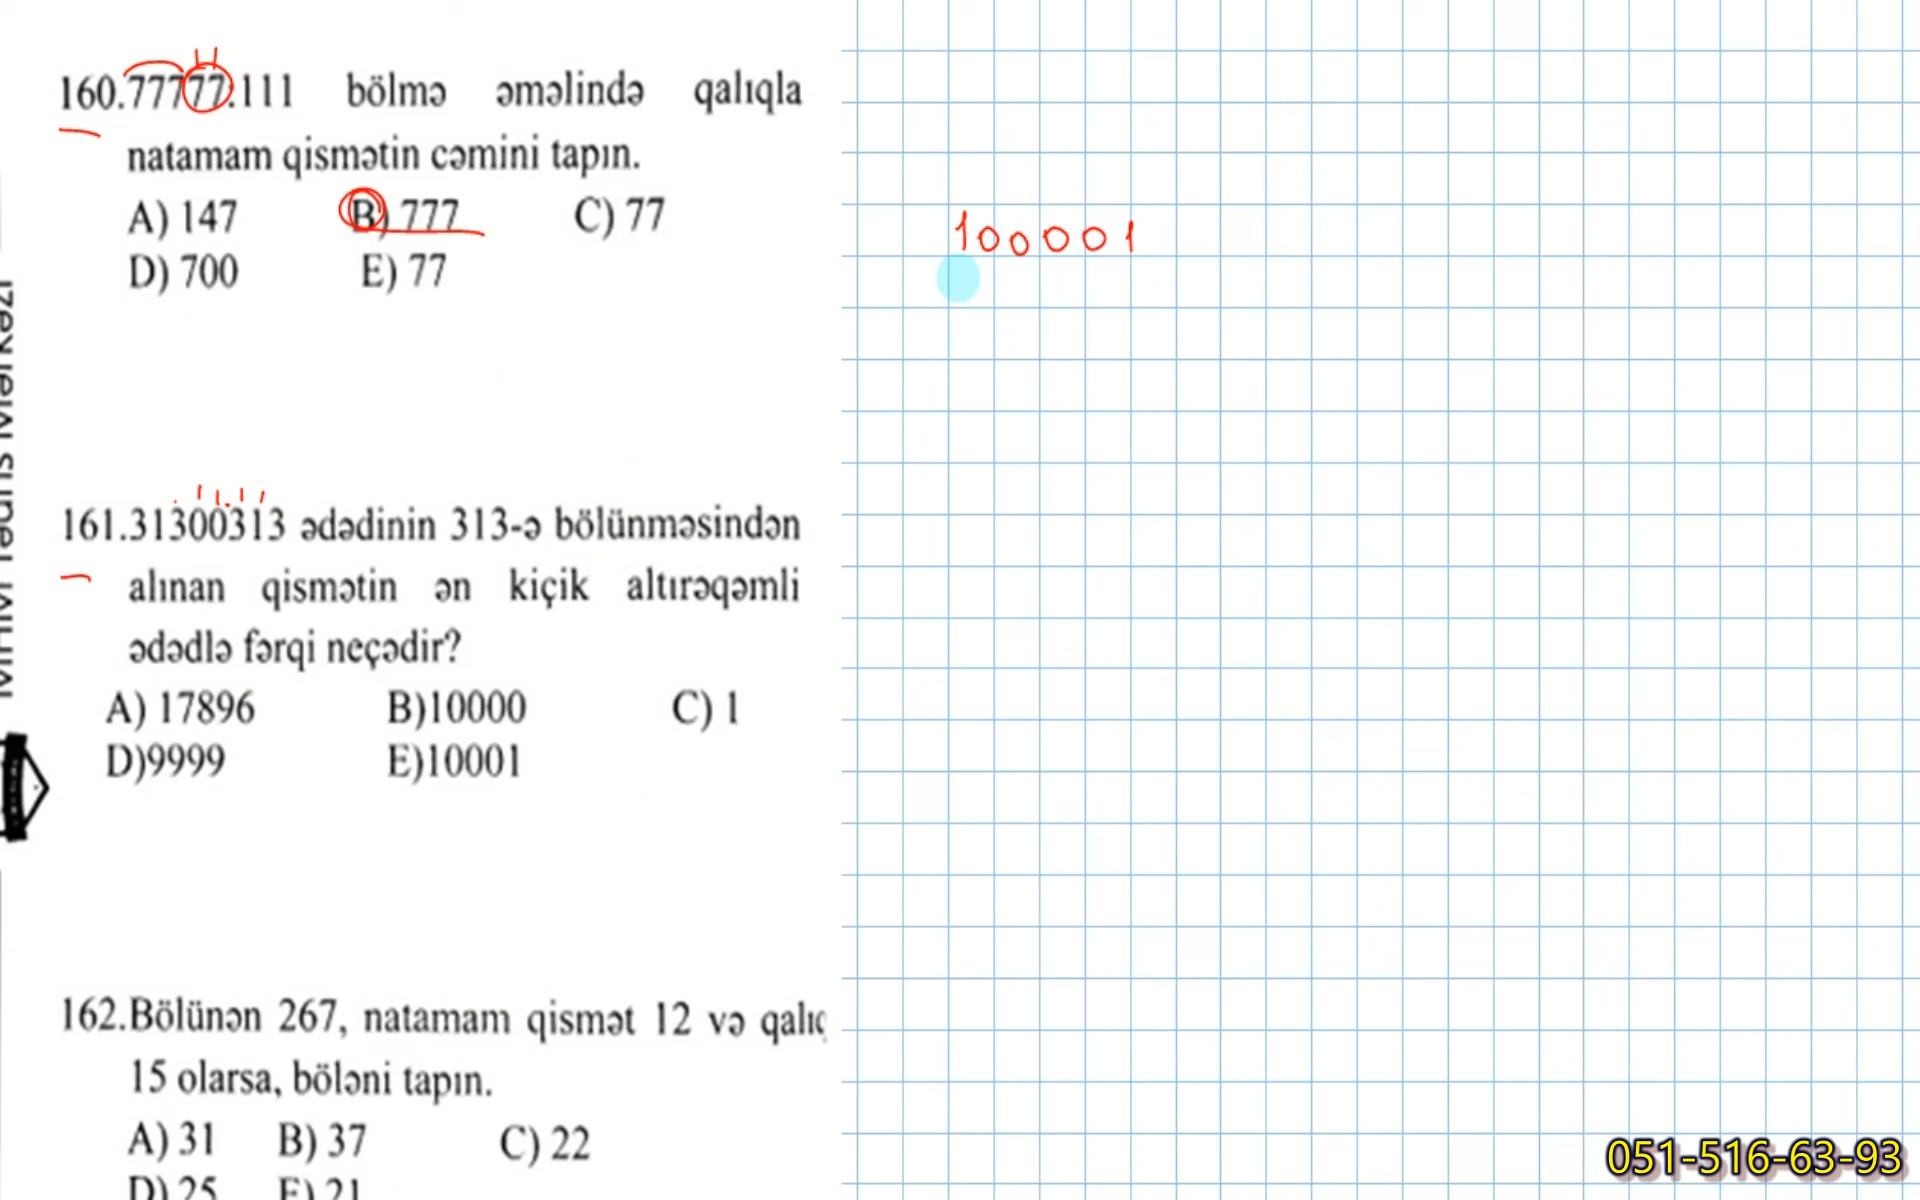 160.77777:111 bölmə əməlində qalıqla
natamam qismətin cəmini tapın.
A) 147 B) 777 C) 77
D) 700 E) 77
100001
161.31300313 ədədinin 313-ə bölünməsindən
alınan qismətin ən kiçik altırəqəmli
ədədlə fərqi neçədir?
A) 17896 B)10000 C) 1
D)9999 E)10001
162.Bölünən 267, natamam qismət 12 və qalıq
15 olarsa, böləni tapın.
A) 31 B) 37 C) 22
D) 25 E) 21
051-516-63-93